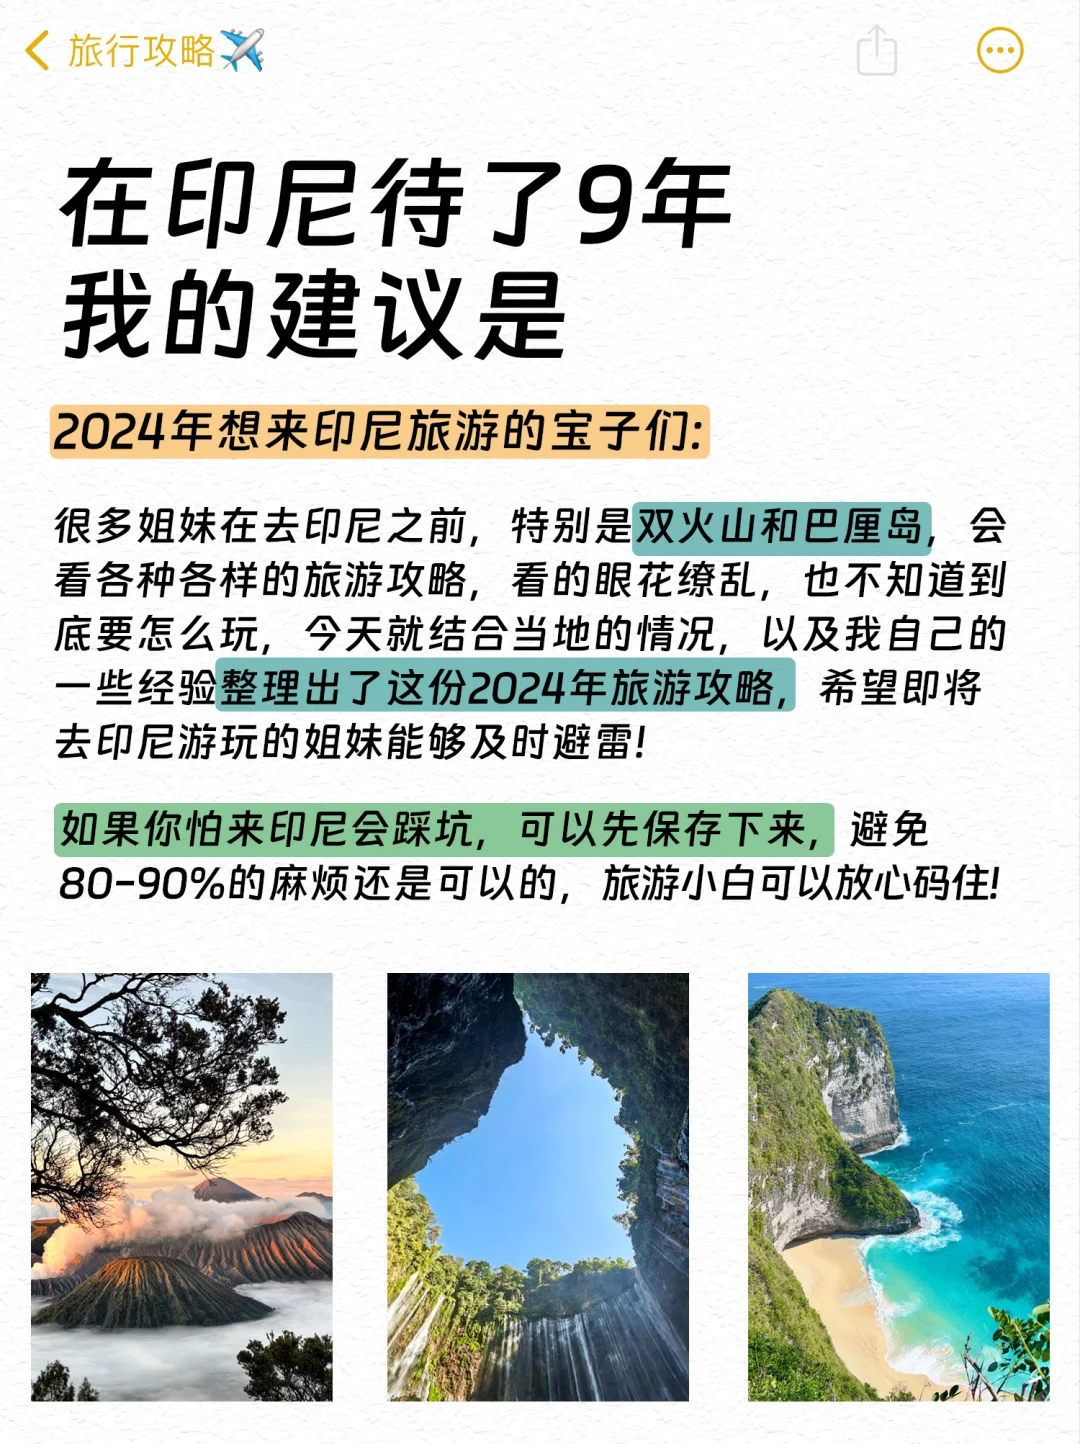 旅行攻略✈️
在印尼待了9年
我的建议是
2024年想来印尼旅游的宝子们:
很多姐妹在去印尼之前，特别是双火山和巴厘岛，会
看各种各样的旅游攻略，看的眼花缭乱，也不知道到
底要怎么玩，今天就结合当地的情况，以及我自己的
一些经验整理出了这份2024年旅游攻略，希望即将
去印尼游玩的姐妹能够及时避雷!
如果你怕来印尼会踩坑，可以先保存下来，避免
80-90%的麻烦还是可以的，旅游小白可以放心码住!